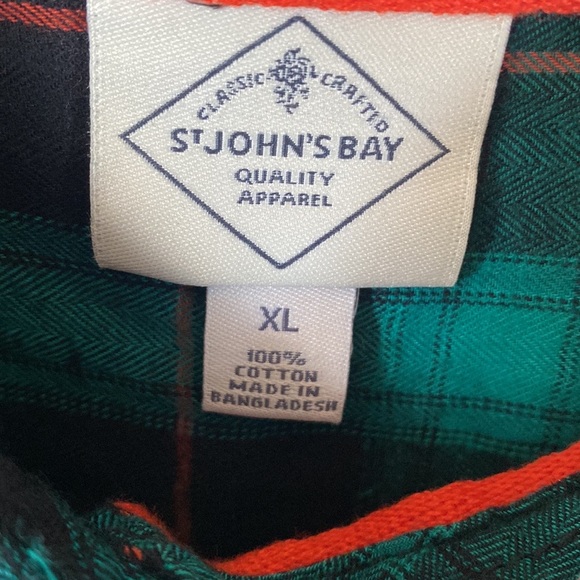 CLASSIC CRAFTED
ST JOHN'S BAY
QUALITY
APPAREL
XL
100%
COTTON
MADE IN
BANGLADESH